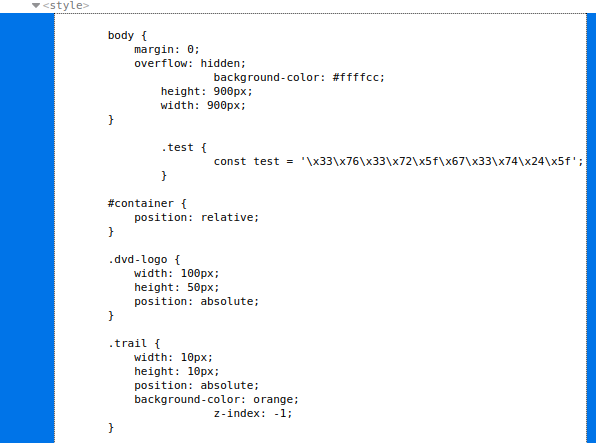 <style>
body {
margin: 0;
overflow: hidden;
background-color: #ffffcc;
height: 900px;
width: 900px;
}
.test {
const test = '\x33\x76\x33\x72\x5f\x67\x33\x74\x24\x5f';
}
#container {
position: relative;
}
.dvd-logo {
width: 100px;
height: 50px;
position: absolute;
}
.trail {
width: 10px;
height: 10px;
position: absolute;
background-color: orange;
z-index: -1;
}